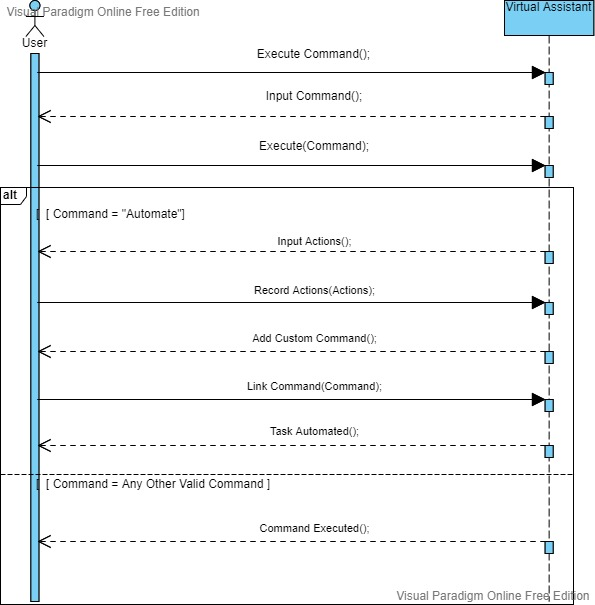 Visual Paradigm Online Free Edition
Virtual Assistant
User
Execute Command();
Input Command();
Execute(Command);
alt
[ [ Command = "Automate"]
Input Actions();
Record Actions(Actions);
Add Custom Command();
Link Command(Command);
Task Automated();
[ [ Command = Any Other Valid Command ]
Command Executed();
Visual Paradigm Online Free Edition